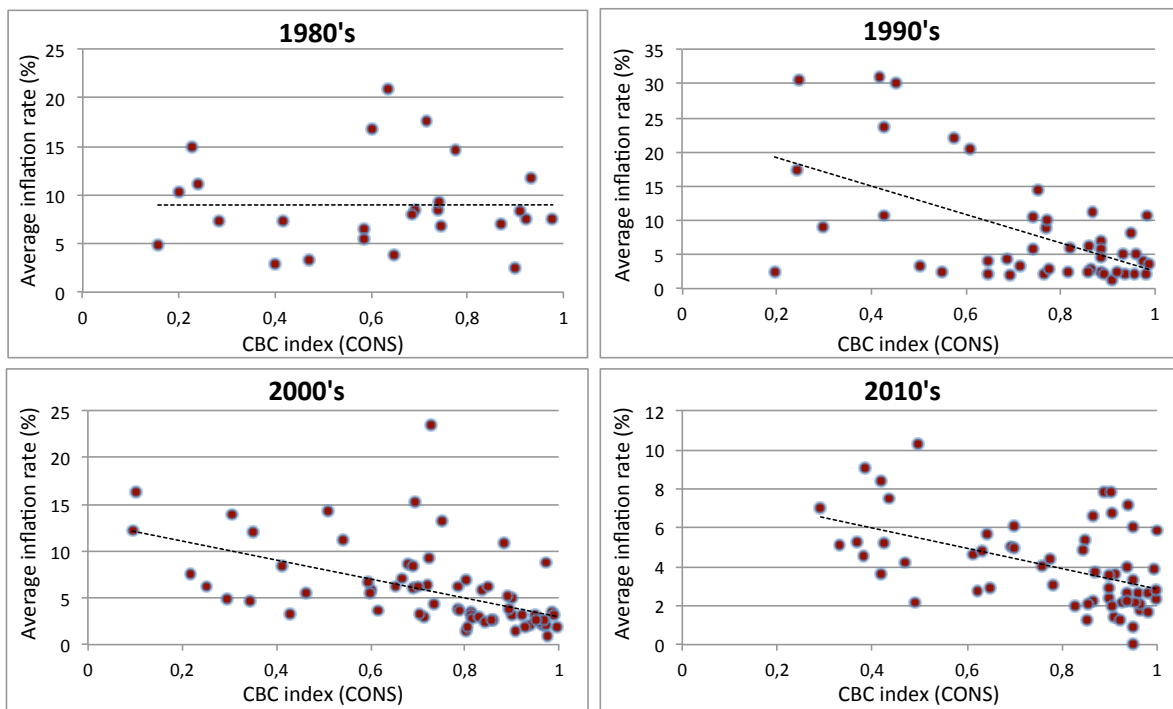 1980's
Average inflation rate (%)
25
20
15
10
5
0
0 0,2 0,4 0,6 0,8 1
CBC index (CONS)
1990's
Average inflation rate (%)
35
30
25
20
15
10
5
0
0 0,2 0,4 0,6 0,8 1
CBC index (CONS)
2000's
Average inflation rate (%)
25
20
15
10
5
0
0 0,2 0,4 0,6 0,8 1
CBC index (CONS)
2010's
Average inflation rate (%)
12
10
8
6
4
2
0
0 0,2 0,4 0,6 0,8 1
CBC index (CONS)